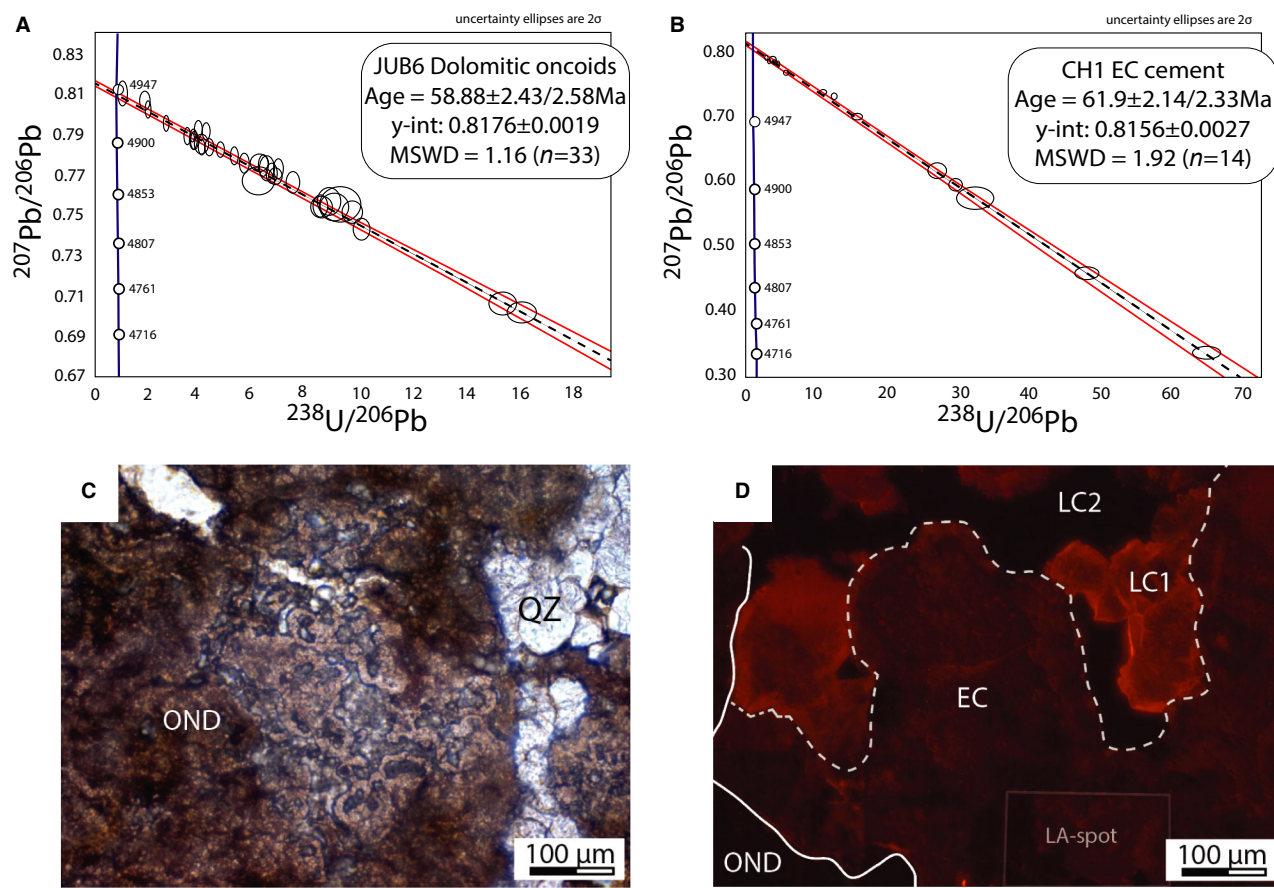 uncertainty ellipses are 2σ
A
0.83
0.81
0.79
0.77
0.75
0.73
0.71
0.69
0.67
207Pb/206Pb
4947
4900
4853
4807
4761
4716
JUB6 Dolomitic oncoids
Age = 58.88±2.43/2.58Ma
y-int: 0.8176±0.0019
MSWD = 1.16 (n=33)
0 2 4 6 8 10 12 14 16 18
238U/206Pb
uncertainty ellipses are 2σ
B
0.80
0.70
0.60
0.50
0.40
0.30
207Pb/206Pb
4947
4900
4853
4807
4761
4716
CH1 EC cement
Age = 61.9±2.14/2.33Ma
y-int: 0.8156±0.0027
MSWD = 1.92 (n=14)
0 10 20 30 40 50 60 70
238U/206Pb
C
QZ
OND
100 µm
D
LC2
LC1
EC
LA-spot
OND
100 µm